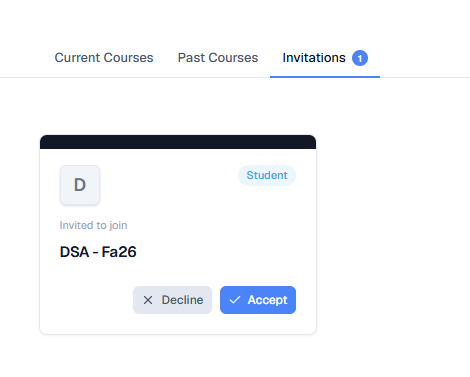 Current Courses Past Courses Invitations 1
D Student
Invited to join
DSA - Fa26
Decline Accept